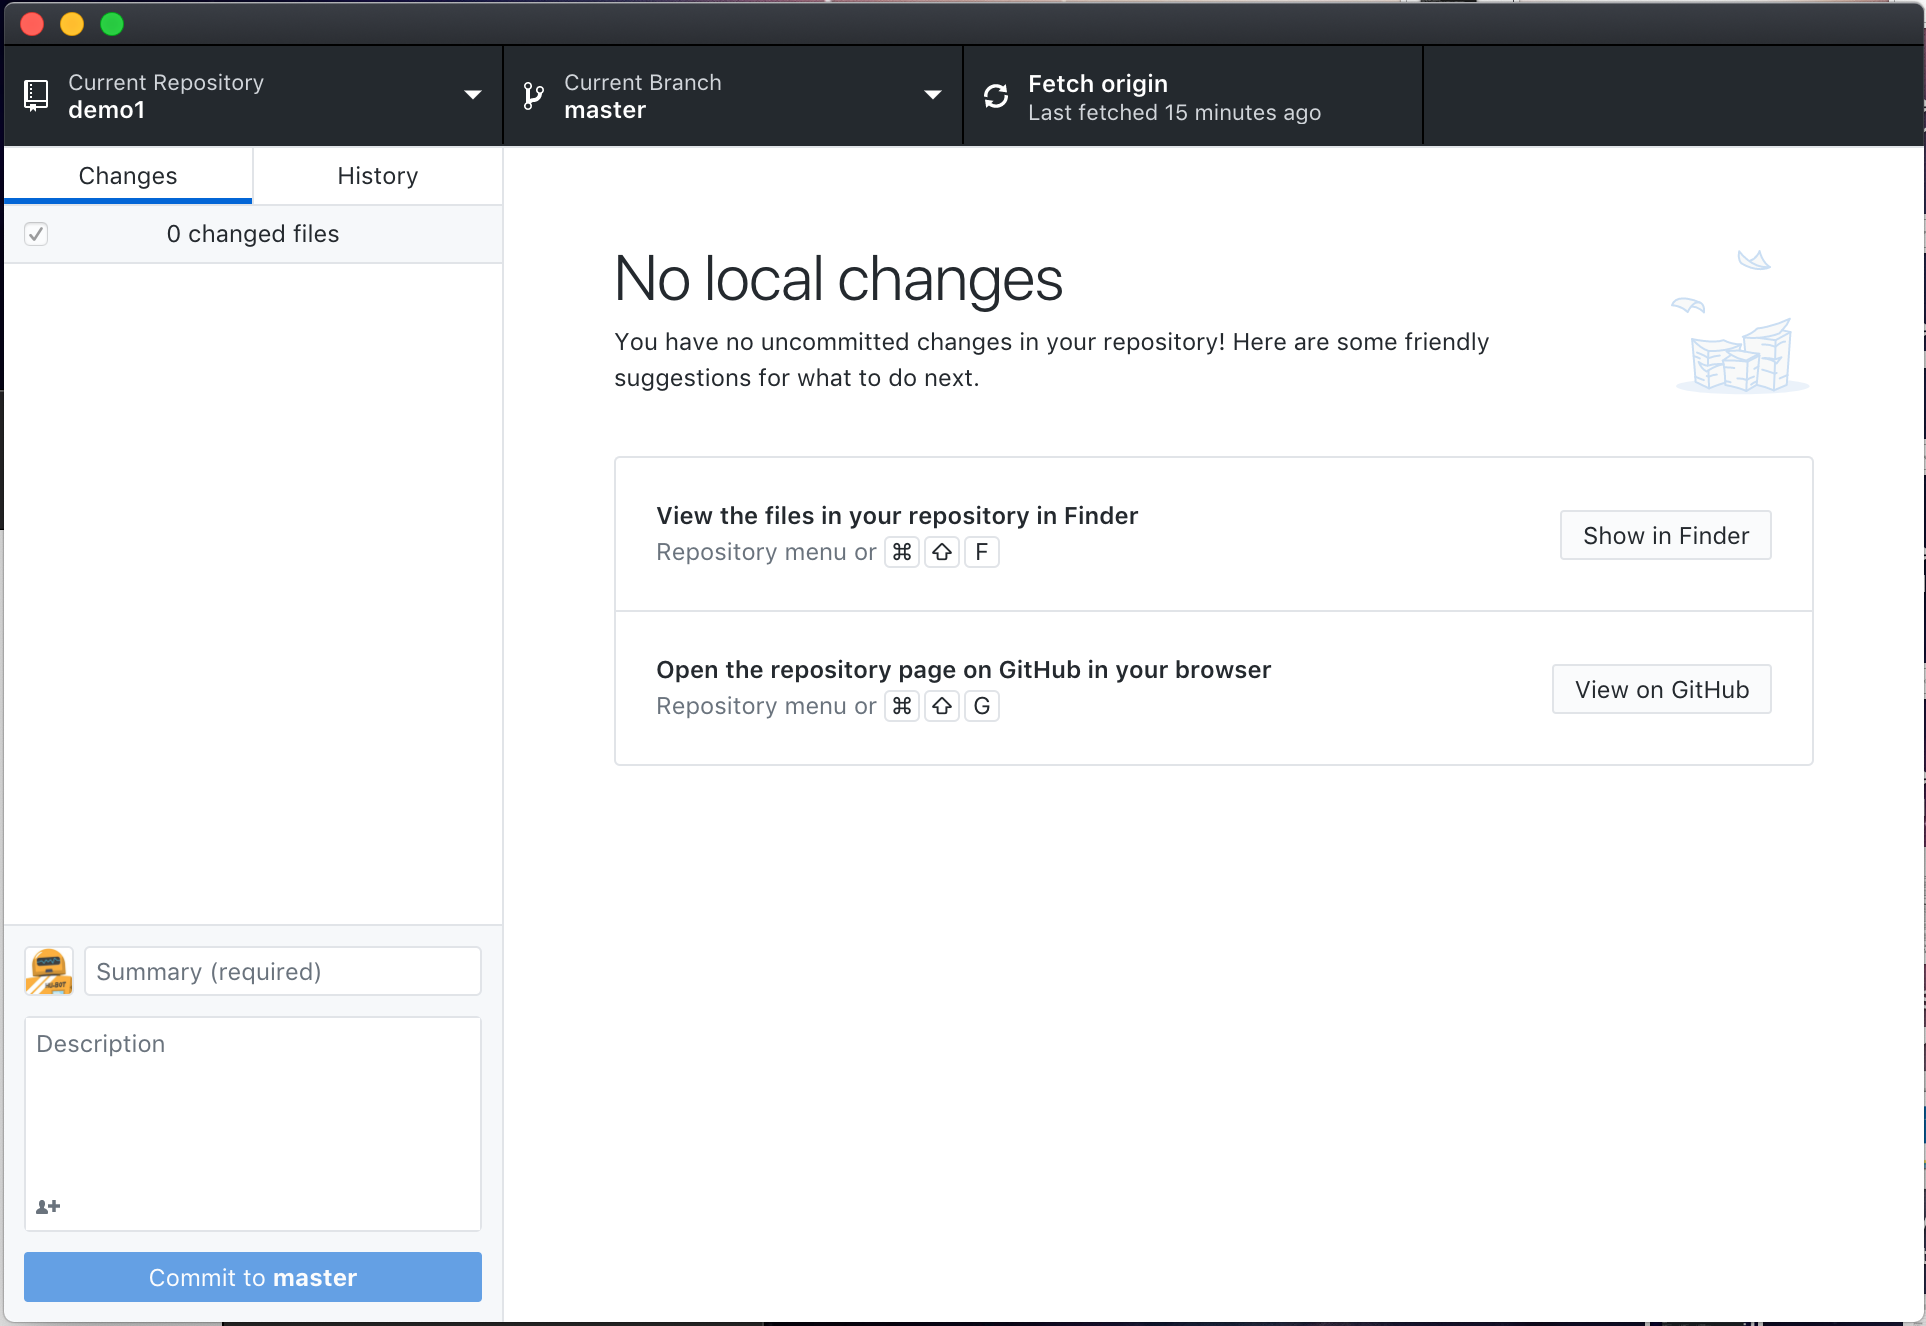 Current Repository
demo1
Current Branch
master
Fetch origin
Last fetched 15 minutes ago
Changes
History
0 changed files
No local changes
You have no uncommitted changes in your repository! Here are some friendly
suggestions for what to do next.
View the files in your repository in Finder
Repository menu or ⌘ ⇧ F
Show in Finder
Open the repository page on GitHub in your browser
Repository menu or ⌘ ⇧ G
View on GitHub
Summary (required)
Description
Commit to master